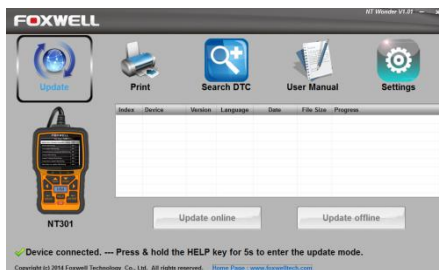 NT Wonder V1.01
FOXWELL
Update
Print
Search DTC
User Manual
Settings
Index Device Version Language Date File Size Progress
NT301
Update online
Update offline
Device connected. --- Press & hold the HELP key for 5s to enter the update mode.
Copyright (c) 2014 Foxwell Technology Co., Ltd. All rights reserved. Home Page : www.foxwelltech.com